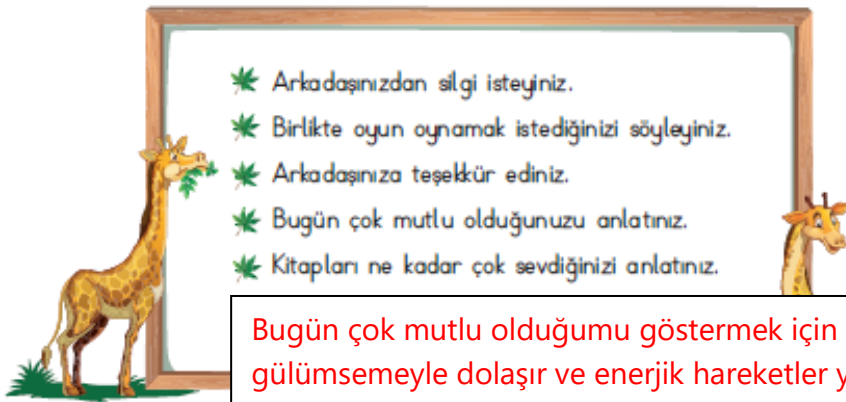 Arkadaşınızdan silgi isteyiniz.
Birlikte oyun oynamak istediğinizi söyleyiniz.
Arkadaşınıza teşekkür ediniz.
Bugün çok mutlu olduğunuzu anlatınız.
Kitapları ne kadar çok sevdiğinizi anlatınız.
Bugün çok mutlu olduğumu göstermek için
gülümsemeyle dolaşır ve enerjik hareketler